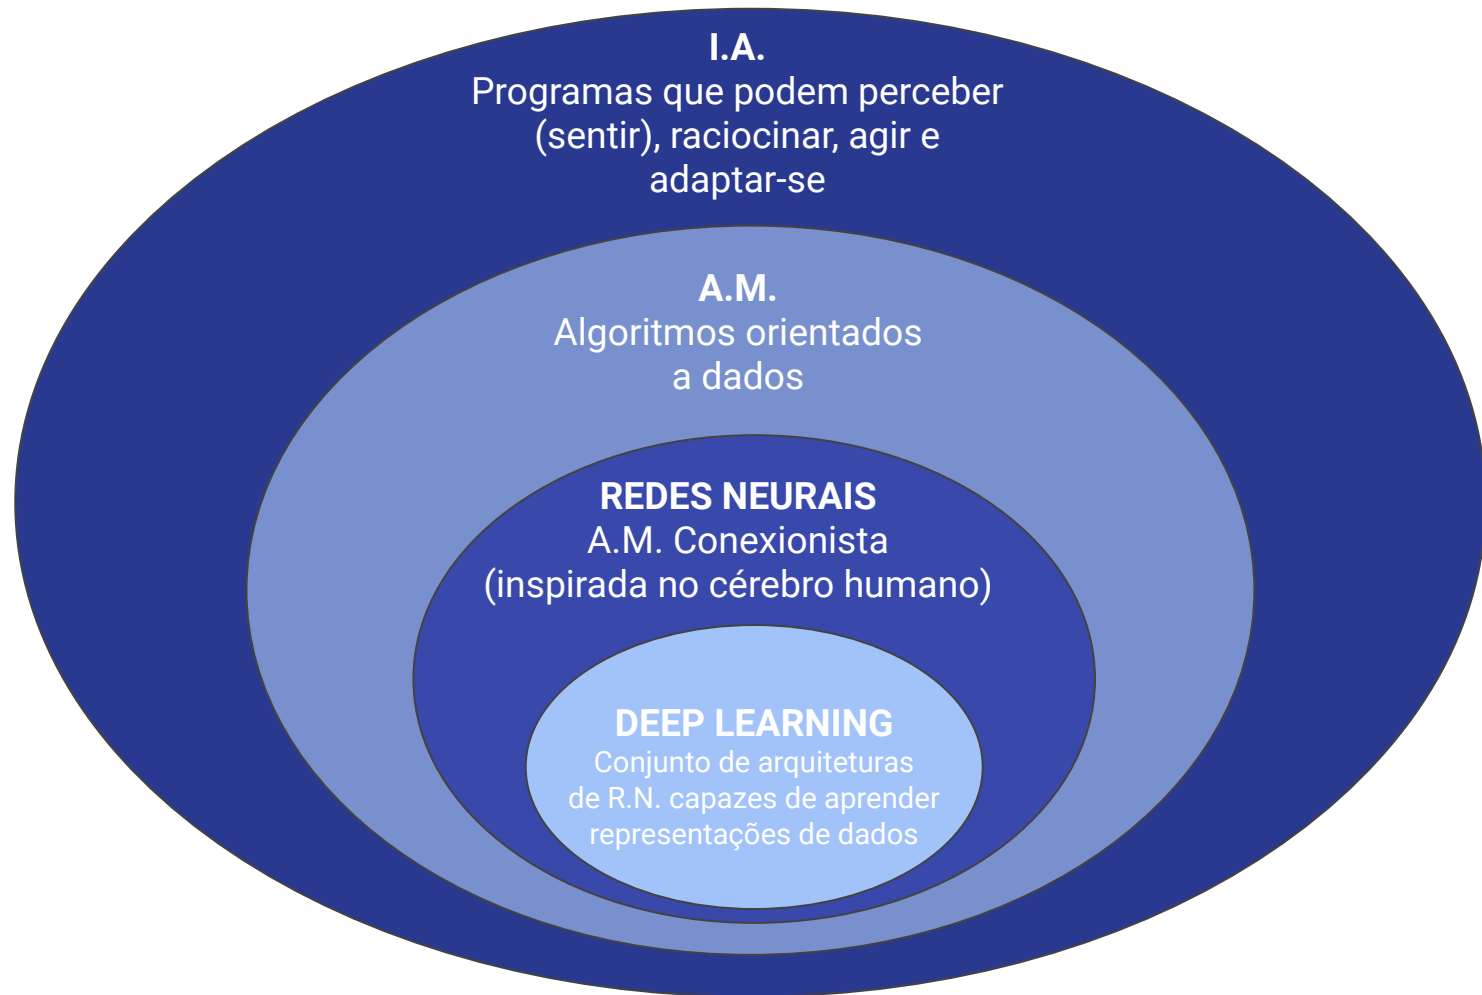 I.A.
Programas que podem perceber
(sentir), raciocinar, agir e
adaptar-se
A.M.
Algoritmos orientados
a dados
REDES NEURAIS
A.M. Conexionista
(inspirada no cérebro humano)
DEEP LEARNING
Conjunto de arquiteturas
de R.N. capazes de aprender
representações de dados